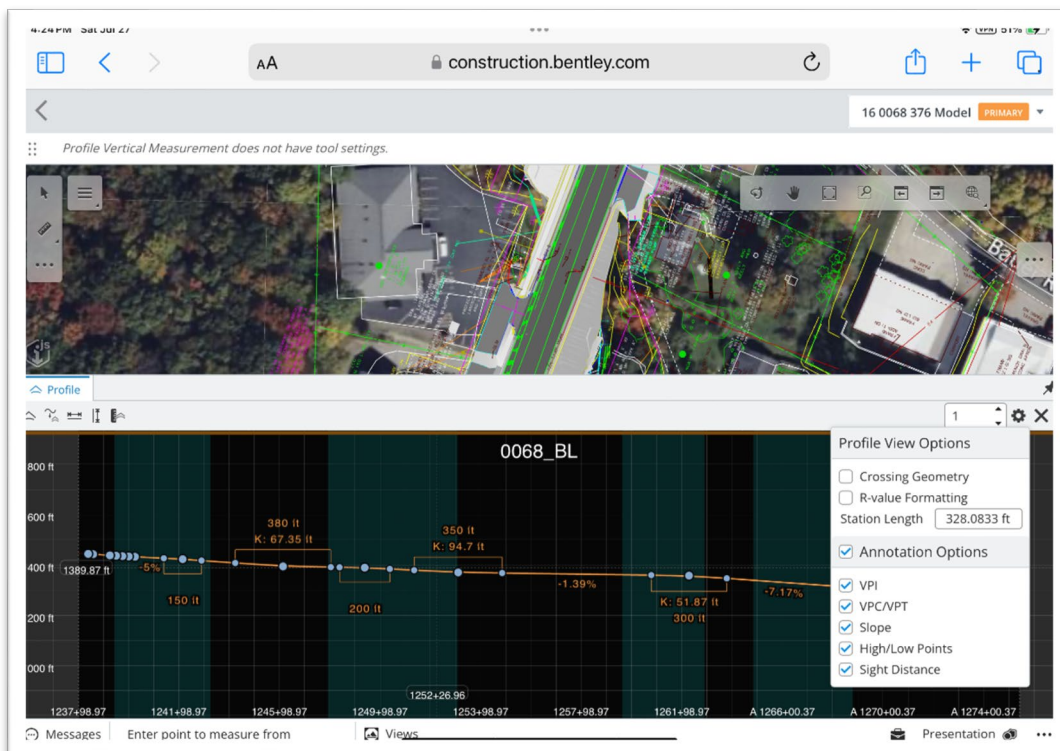 4:24 PM Sat Jul 27
VPN 51%
AA construction.bentley.com
16 0068 376 Model PRIMARY
Profile Vertical Measurement does not have tool settings.
Profile
1
0068_BL
Profile View Options
Crossing Geometry
R-value Formatting
Station Length 328.0833 ft
Annotation Options
VPI
VPC/VPT
Slope
High/Low Points
Sight Distance
800 ft
600 ft
400 ft
200 ft
000 ft
1389.87 ft
-5%
150 ft
380 ft
K: 67.35 ft
200 ft
350 ft
K: 94.7 ft
-1.39%
K: 51.87 ft
300 ft
-7.17%
1252+26.96
1237+98.97 1241+98.97 1245+98.97 1249+98.97 1253+98.97 1257+98.97 1261+98.97 A 1266+00.37 A 1270+00.37 A 1274+00.37
Messages Enter point to measure from Views Presentation